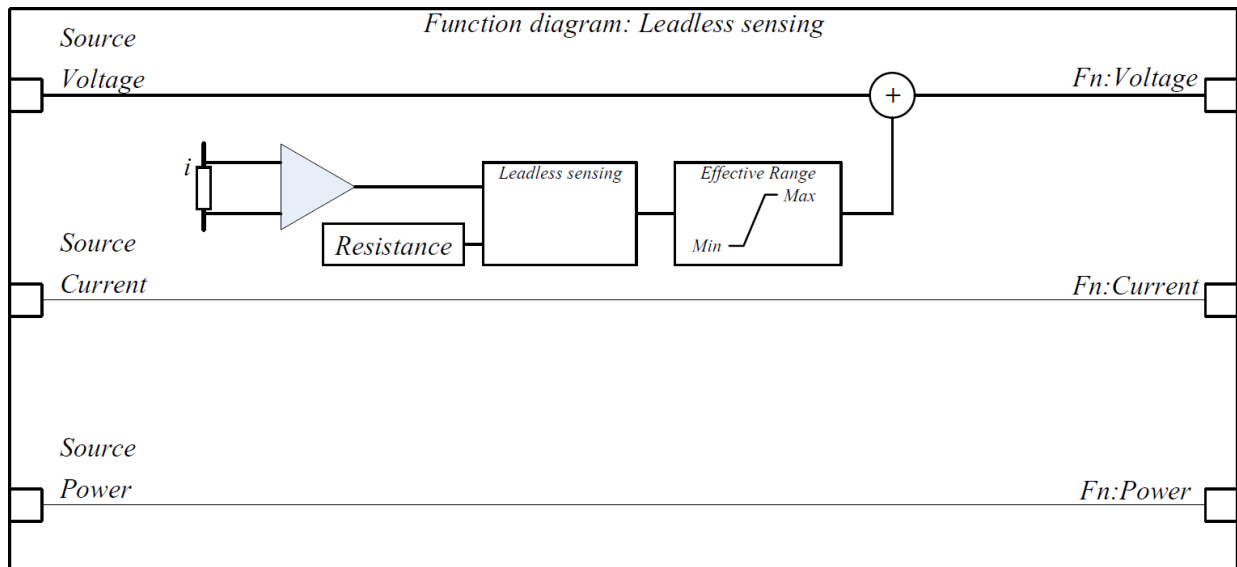 Function diagram: Leadless sensing
Source
Voltage
Fn:Voltage
+
i
Leadless sensing
Effective Range
Max
Min
Resistance
Source
Current
Fn:Current
Source
Power
Fn:Power